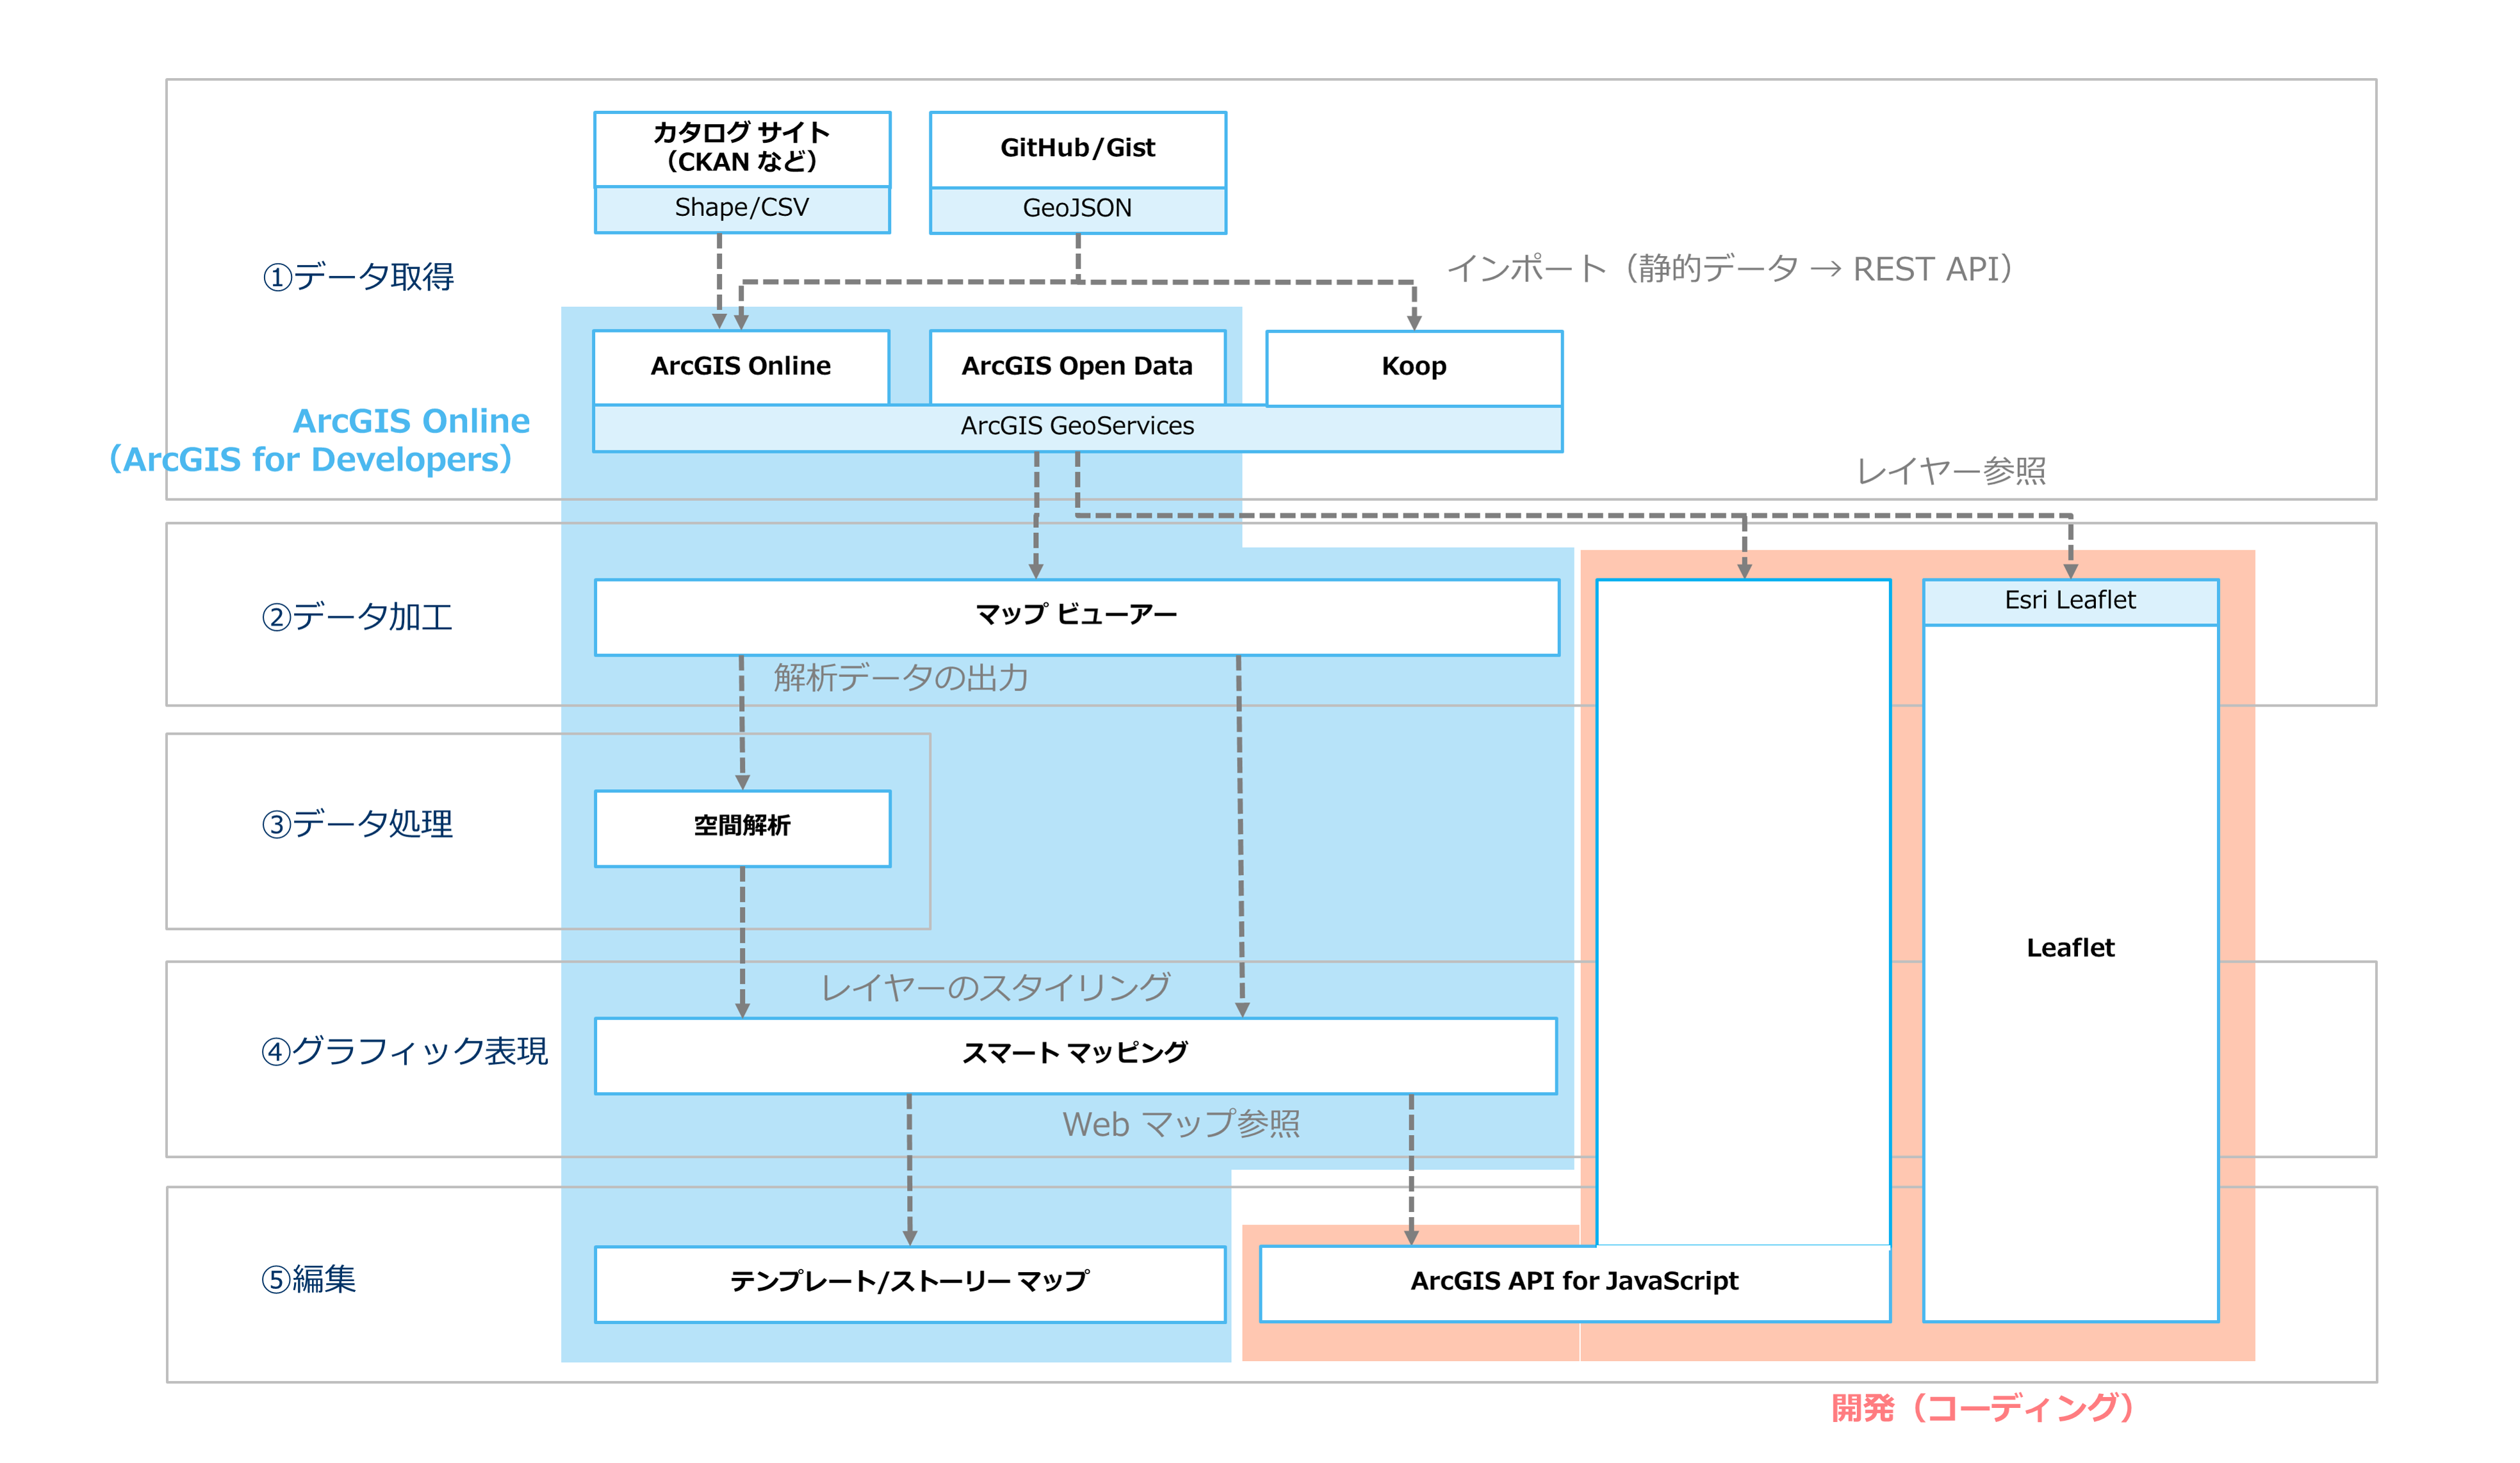 カタログ サイト
（CKAN など）
Shape/CSV
GitHub/Gist
GeoJSON
①データ取得
インポート（静的データ → REST API）
ArcGIS Online
ArcGIS Open Data
Koop
ArcGIS GeoServices
ArcGIS Online
（ArcGIS for Developers）
レイヤー参照
②データ加工
マップ ビューアー
Esri Leaflet
解析データの出力
③データ処理
空間解析
Leaflet
レイヤーのスタイリング
④グラフィック表現
スマート マッピング
Web マップ参照
⑤編集
テンプレート/ストーリー マップ
ArcGIS API for JavaScript
開発（コーディング）